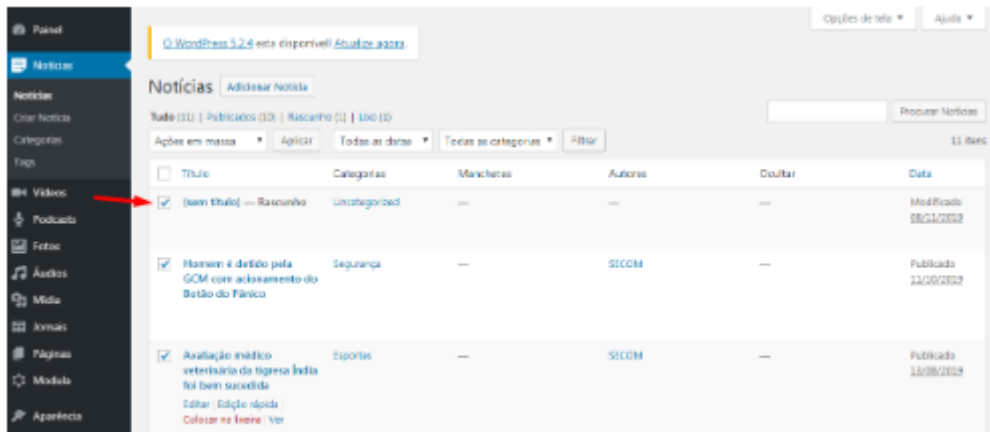 Opções de tela ▼ Ajuda ▼
Painel
O WordPress 5.2.4 está disponível! Atualize agora.
Notícias
Notícias
Criar Notícia
Categorias
Tags
Vídeos
Podcasts
Fotos
Áudios
Mídia
Jornais
Páginas
Modula
Aparência
Notícias Adicionar Notícia
Tudo (11) | Publicados (10) | Rascunho (1) | Lixo (1)
Procurar Notícias
Ações em massa ▼ Aplicar Todas as datas ▼ Todas as categorias ▼ Filtrar 11 itens
Título Categorias Manchetes Autores Ocultar Data
(sem título) — Rascunho Uncategorized — — — Modificado
08/11/2019
Homem é detido pela Segurança — SECOM — Publicado
GCM com acionamento do 11/10/2019
Botão do Pânico
Avaliação médico Esportes — SECOM — Publicado
veterinária da tigresa Índia 13/08/2019
foi bem sucedida
Editar | Edição rápida |
Colocar na lixeira | Ver